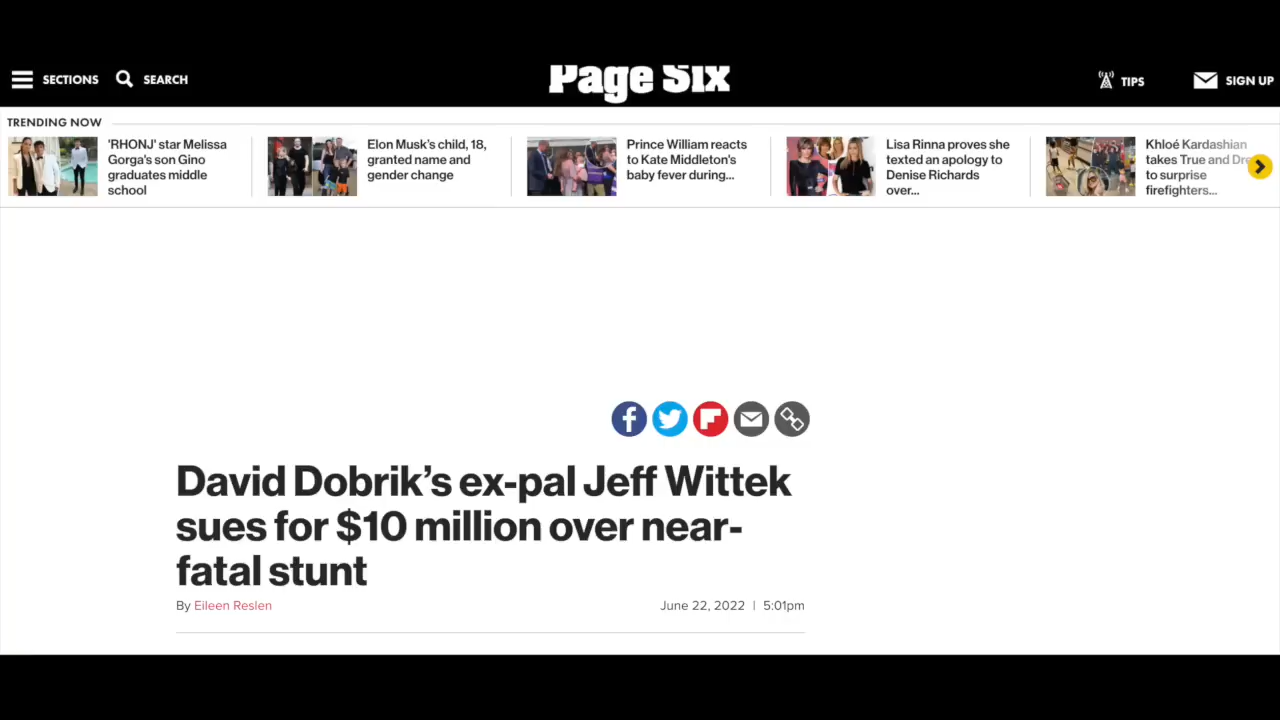 SECTIONS
SEARCH
Page Six
TIPS
SIGN UP
TRENDING NOW
'RHONJ' star Melissa
Gorga's son Gino
graduates middle
school
Elon Musk's child, 18,
granted name and
gender change
Prince William reacts
to Kate Middleton's
baby fever during...
Lisa Rinna proves she
texted an apology to
Denise Richards
over...
Khloé Kardashian
takes True and
to surprise
firefighters...
David Dobrik's ex-pal Jeff Wittek
sues for $10 million over near-
fatal stunt
By Eileen Reslen
June 22, 2022 | 5:01pm